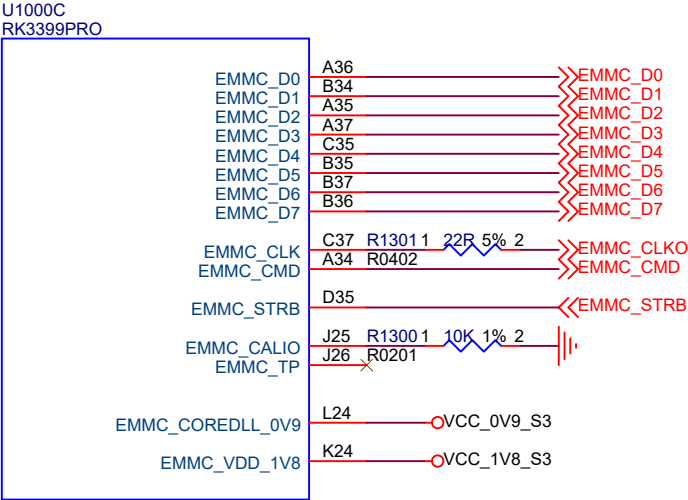 U1000C
RK3399PRO
EMMC_D0 A36 EMMC_D0
EMMC_D1 B34 EMMC_D1
EMMC_D2 A35 EMMC_D2
EMMC_D3 A37 EMMC_D3
EMMC_D4 C35 EMMC_D4
EMMC_D5 B35 EMMC_D5
EMMC_D6 B37 EMMC_D6
EMMC_D7 B36 EMMC_D7
EMMC_CLK C37 R1301 1 22R 5% 2 EMMC_CLKO
EMMC_CMD A34 R0402 EMMC_CMD
EMMC_STRB D35 EMMC_STRB
EMMC_CALIO J25 R1300 1 10K 1% 2
EMMC_TP J26 R0201
EMMC_COREDLL_0V9 L24 VCC_0V9_S3
EMMC_VDD_1V8 K24 VCC_1V8_S3